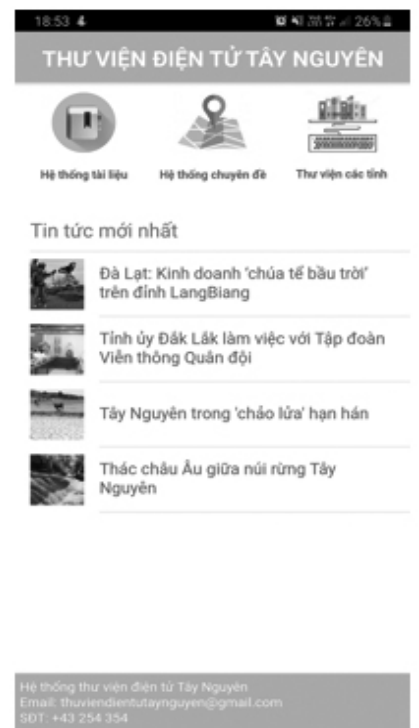 18:53
26%
THƯ VIỆN ĐIỆN TỬ TÂY NGUYÊN
Hệ thống tài liệu
Hệ thống chuyên đề
Thư viện các tỉnh
Tin tức mới nhất
Đà Lạt: Kinh doanh 'chúa tể bầu trời'
trên đỉnh LangBiang
Tỉnh ủy Đắk Lắk làm việc với Tập đoàn
Viễn thông Quân đội
Tây Nguyên trong 'chảo lửa' hạn hán
Thác châu Âu giữa núi rừng Tây
Nguyên
Hệ thống thư viện điện tử Tây Nguyên
Email: thuviendientutaynguyen@gmail.com
SĐT: +43 254 354